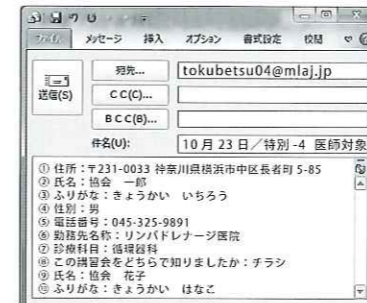 ファイル メッセージ 挿入 オプション 書式設定 校閲
宛先... tokubetsu04@mlaj.jp
送信(S)
C C(C)...
B C C(B)...
件名(U): 10月23日／特別-4 医師対象
① 住所：〒231-0033 神奈川県横浜市中区長者町 5-85
② 氏名：協会 一郎
③ ふりがな：きょうかい いちろう
④ 性別：男
⑤ 電話番号：045-325-9891
⑥ 勤務先名称：リンパドレナージ医院
⑦ 診療科目：循環器科
⑧ この講習会をどちらで知りましたか：チラシ
⑨ 氏名：協会 花子
⑩ ふりがな：きょうかい はなこ